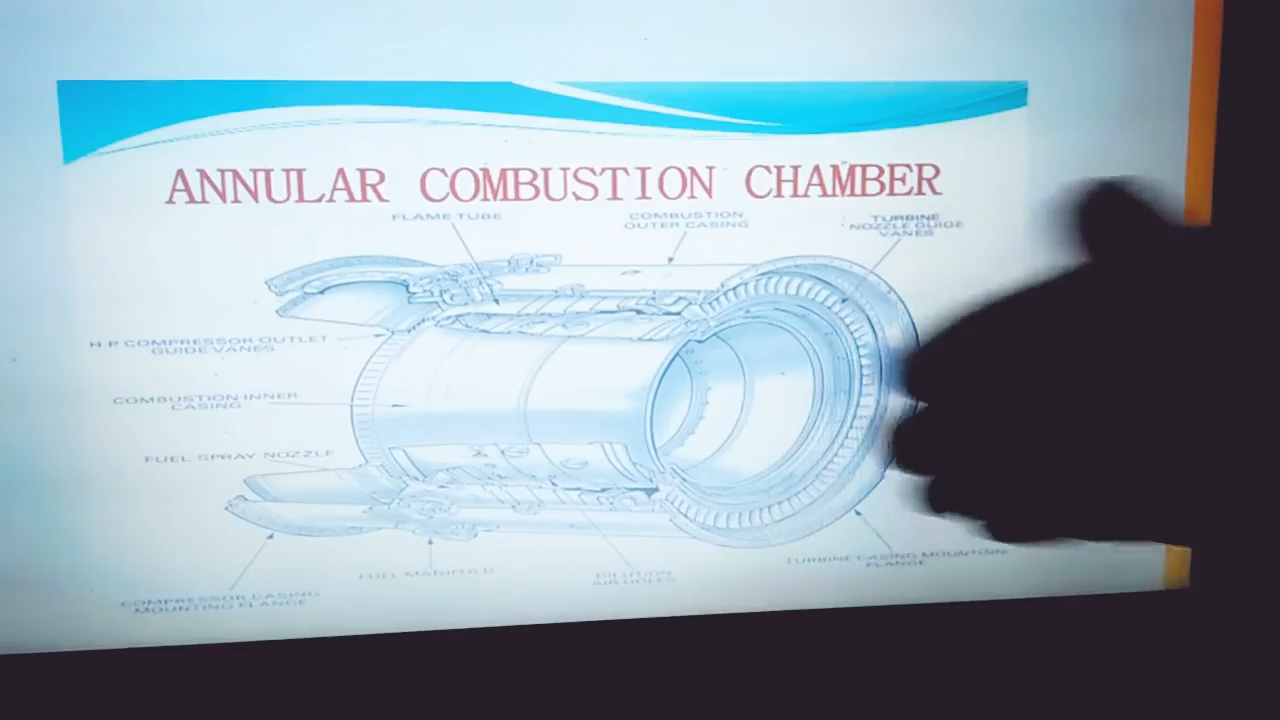 ANNULAR COMBUSTION CHAMBER
FLAME TUBE
COMBUSTION
OUTER CASING
TURBINE
NOZZLE GUIDE
VANES
H P COMPRESSOR OUTLET
GUIDE VANES
COMBUSTION INNER
CASING
FUEL SPRAY NOZZLE
FUEL MANIFOLD
DILUTION
AIR HOLES
TURBINE CASING MOUNTING
FLANGE
COMPRESSOR CASING
MOUNTING FLANGE